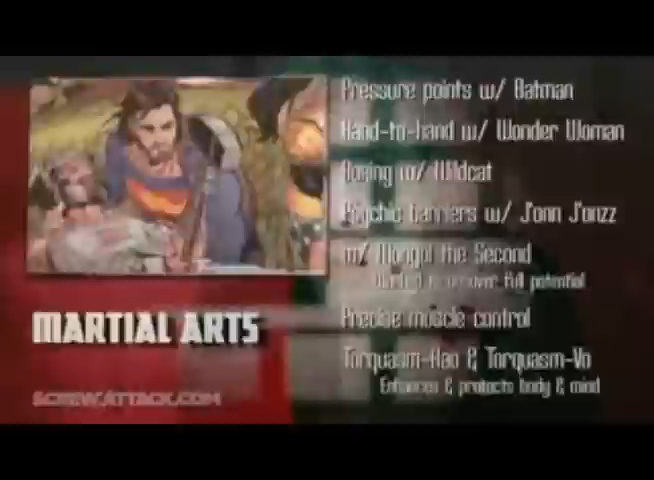 Pressure points w/ Batman
Hand-to-hand w/ Wonder Woman
Boxing w/ Wildcat
Psychic barriers w/ J'onn J'onzz
w/ Mongul the Second
full potential
Precise muscle control
Torquasm-Rao & Torquasm-Vo
Enhances & protects body & mind
MARTIAL ARTS
SCREWATTACK.COM